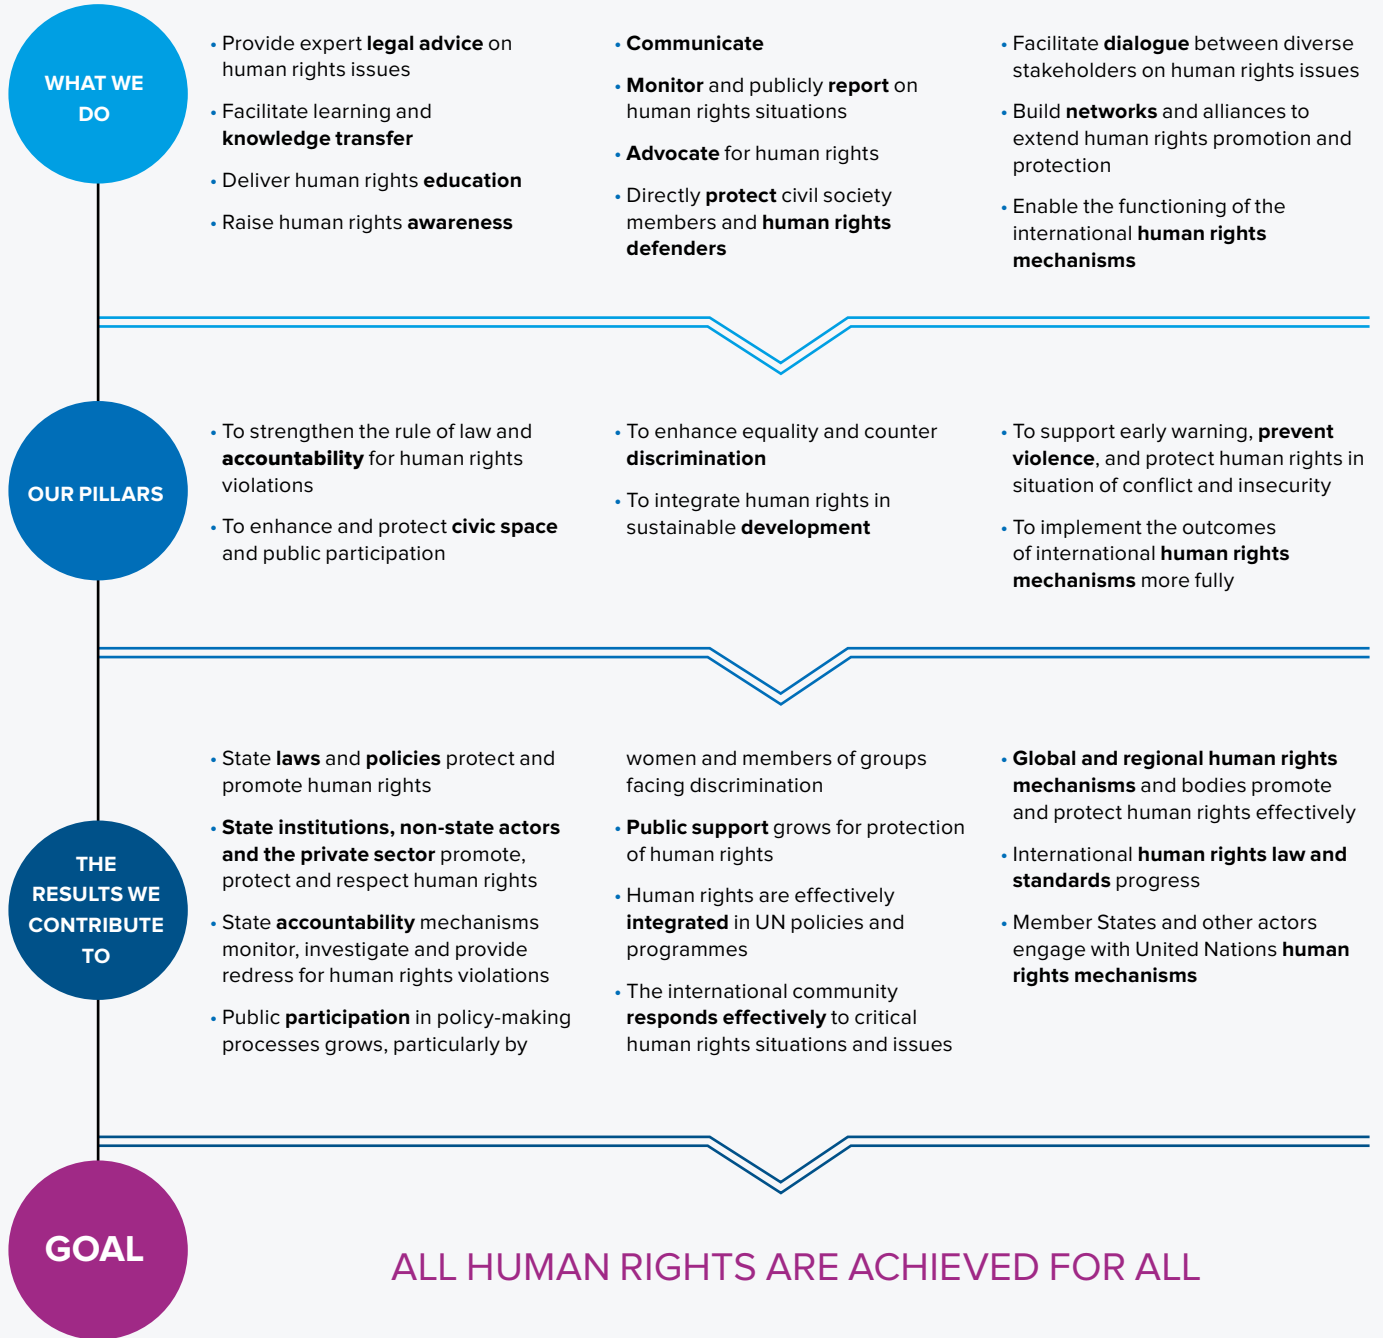 WHAT WE
DO
• Provide expert legal advice on
human rights issues
• Facilitate learning and
knowledge transfer
• Deliver human rights education
• Raise human rights awareness
• Communicate
• Monitor and publicly report on
human rights situations
• Advocate for human rights
• Directly protect civil society
members and human rights
defenders
• Facilitate dialogue between diverse
stakeholders on human rights issues
• Build networks and alliances to
extend human rights promotion and
protection
• Enable the functioning of the
international human rights
mechanisms
OUR PILLARS
• To strengthen the rule of law and
accountability for human rights
violations
• To enhance and protect civic space
and public participation
• To enhance equality and counter
discrimination
• To integrate human rights in
sustainable development
• To support early warning, prevent
violence, and protect human rights in
situation of conflict and insecurity
• To implement the outcomes
of international human rights
mechanisms more fully
THE
RESULTS WE
CONTRIBUTE
TO
• State laws and policies protect and
promote human rights
• State institutions, non-state actors
and the private sector promote,
protect and respect human rights
• State accountability mechanisms
monitor, investigate and provide
redress for human rights violations
• Public participation in policy-making
processes grows, particularly by
women and members of groups
facing discrimination
• Public support grows for protection
of human rights
• Human rights are effectively
integrated in UN policies and
programmes
• The international community
responds effectively to critical
human rights situations and issues
• Global and regional human rights
mechanisms and bodies promote
and protect human rights effectively
• International human rights law and
standards progress
• Member States and other actors
engage with United Nations human
rights mechanisms
GOAL
ALL HUMAN RIGHTS ARE ACHIEVED FOR ALL